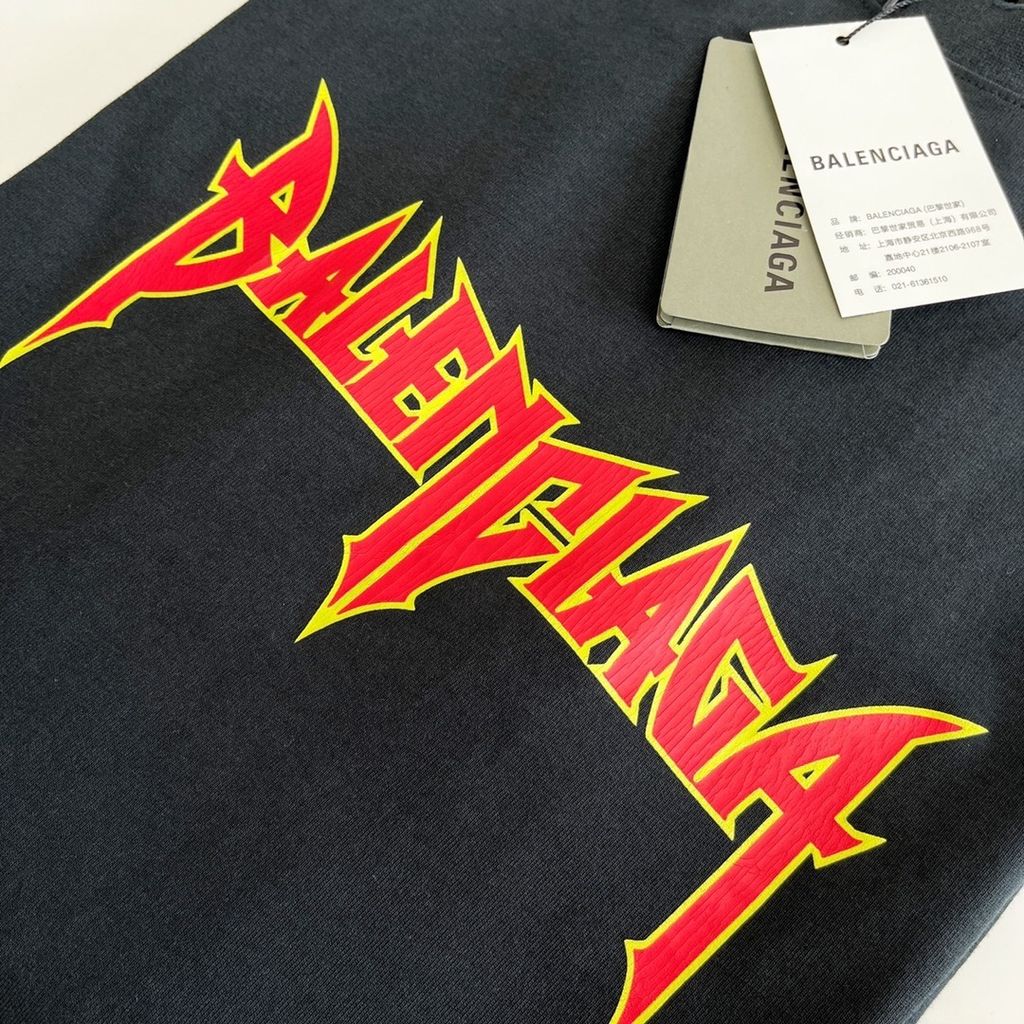 BALENCIAGA
BALENCIAGA
BALENCIAGA
品 牌: BALENCIAGA (巴黎世家)
经销商: 巴黎世家贸易（上海）有限公司
地 址: 上海市静安区北京西路968号
嘉地中心21楼2106-2107室
邮 编: 200040
电 话: 021-61361510